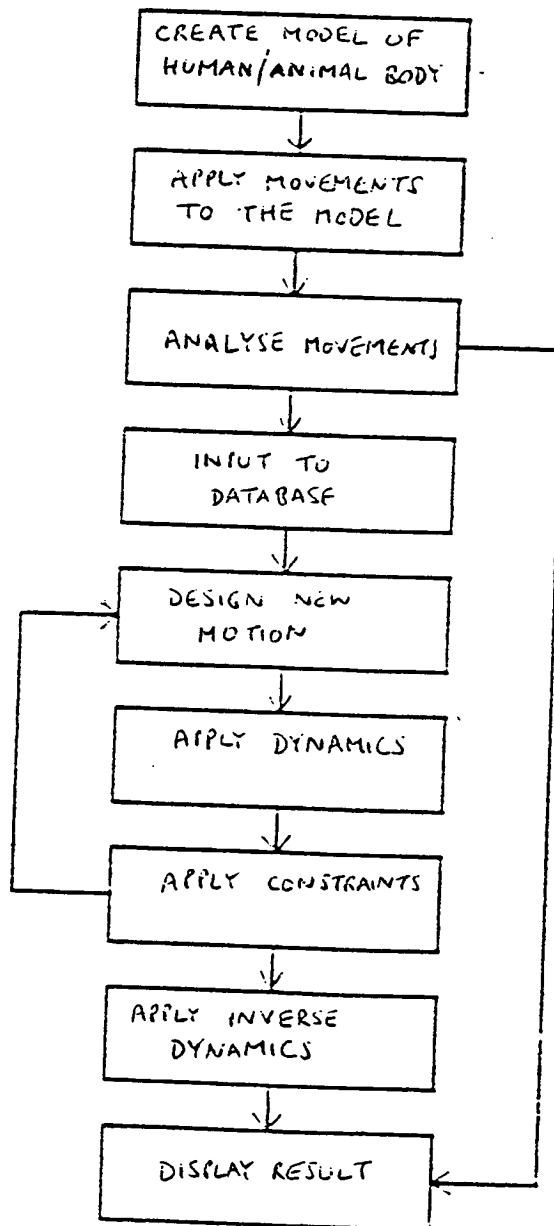 CREATE MODEL OF
HUMAN/ANIMAL BODY
APPLY MOVEMENTS
TO THE MODEL
ANALYSE MOVEMENTS
INPUT TO
DATABASE
DESIGN NEW
MOTION
APPLY DYNAMICS
APPLY CONSTRAINTS
APPLY INVERSE
DYNAMICS
DISPLAY RESULT